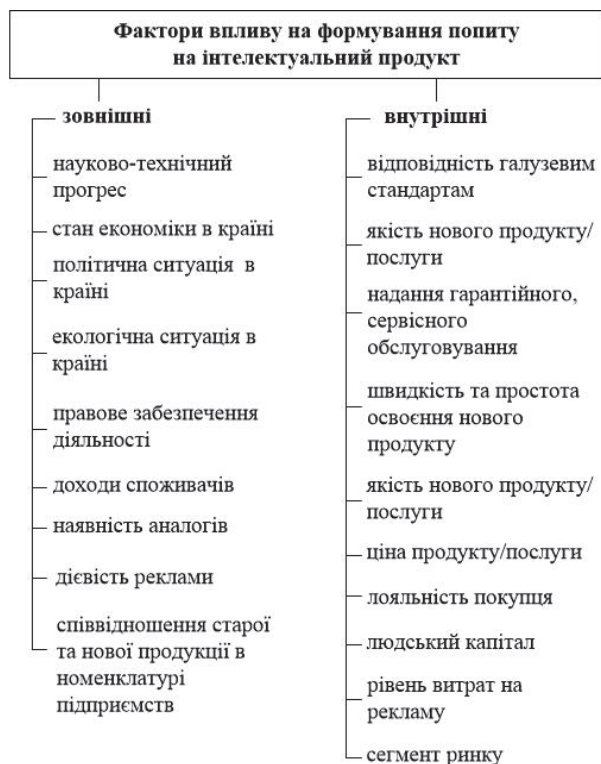 Фактори впливу на формування попиту
на інтелектуальний продукт
зовнішні
науково-технічний
прогрес
стан економіки в країні
політична ситуація в
країні
екологічна ситуація в
країні
правове забезпечення
діяльності
доходи споживачів
наявність аналогів
дієвість реклами
співвідношення старої
та нової продукції в
номенклатурі
підприємств
внутрішні
відповідність галузевим
стандартам
якість нового продукту/
послуги
надання гарантійного,
сервісного
обслуговування
швидкість та простота
освоєння нового
продукту
якість нового продукту/
послуги
ціна продукту/послуги
лояльність покупця
людський капітал
рівень витрат на
рекламу
сегмент ринку